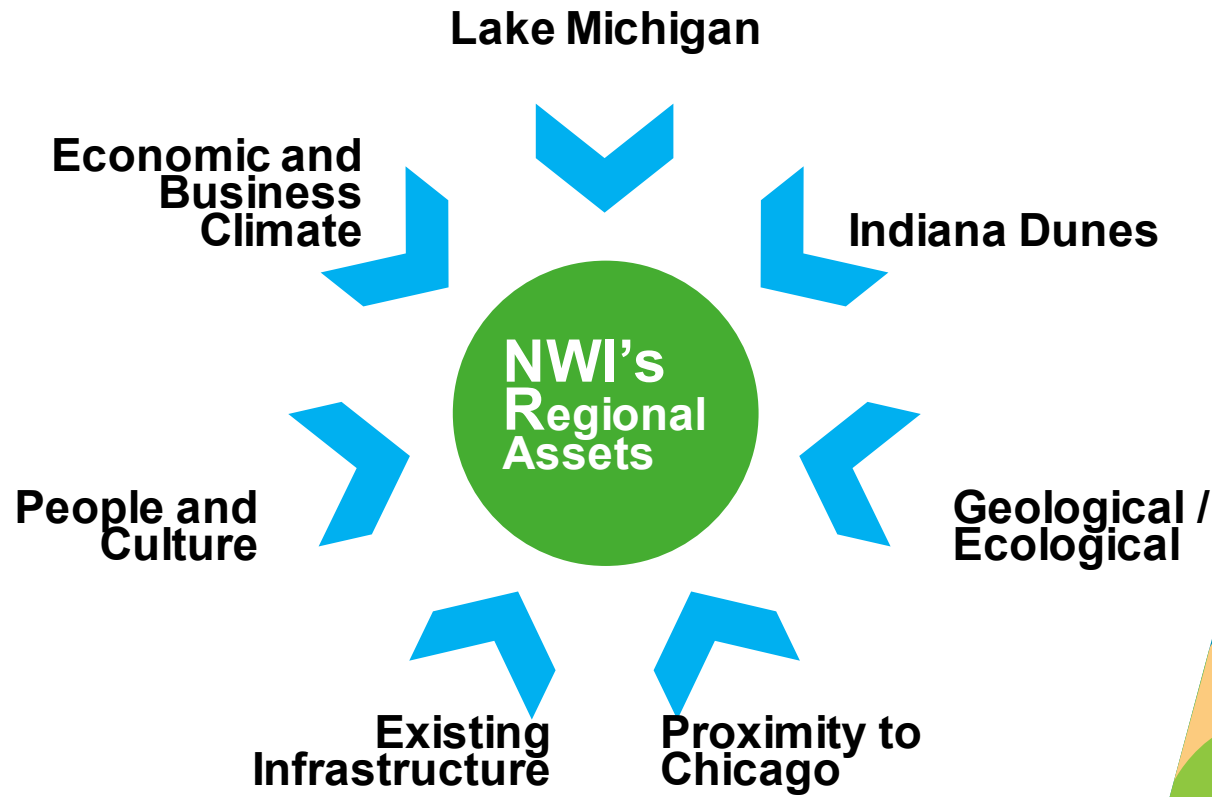 Lake Michigan
Economic and
Business
Climate
Indiana Dunes
NWI’s
Regional
Assets
People and
Culture
Geological /
Ecological
Existing
Infrastructure
Proximity to
Chicago